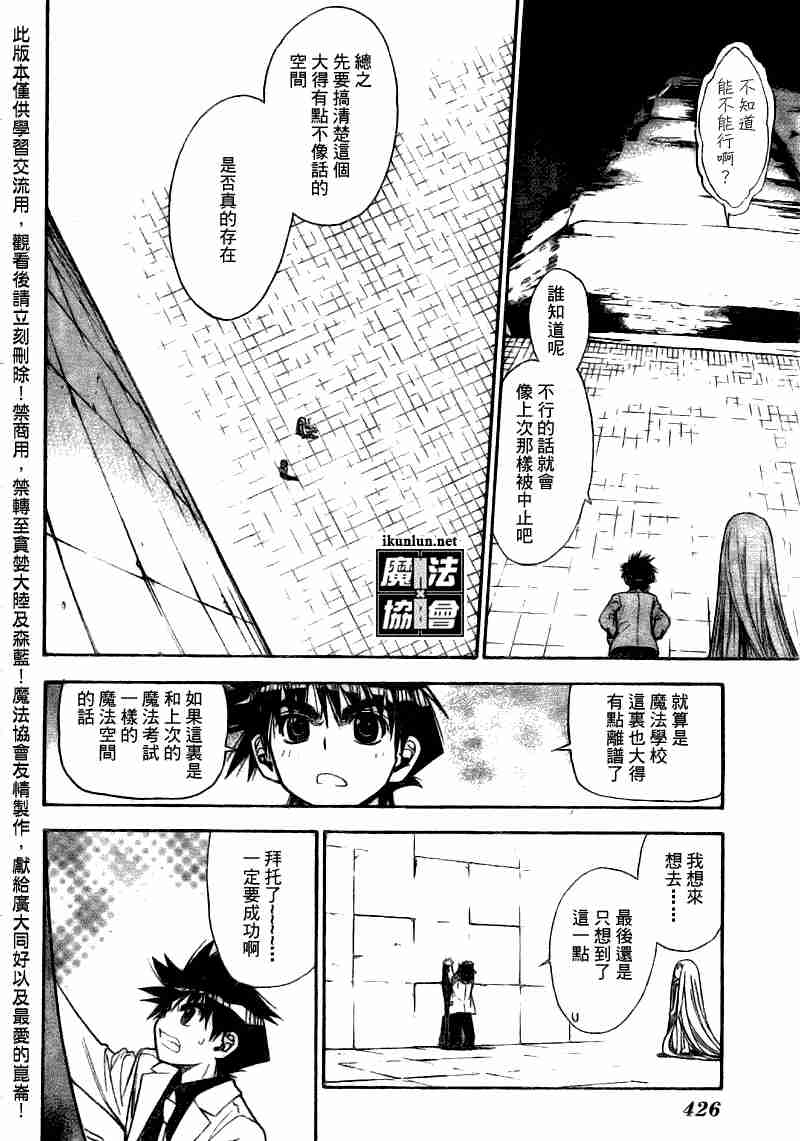 不知道
能不能行啊？
誰知道呢
不行的話就會
像上次那樣被中止吧
總之
先要搞清楚這個
大得有點不像話的
空間
是否真的存在
ikunlun.net
魔法
協會
就算是
魔法學校
這裏也大得
有點離譜了
如果這裏是
和上次的
魔法考試
一樣的
魔法空間
的話
我想來
想去……
最後還是
只想到了
這一點
拜托了~~~~……
一定要成功啊
426
此版本僅供學習交流用，觀看後請立刻刪除！禁商用，禁轉至貪婪大陸及森藍！魔法協會友情製作，獻給廣大同好以及最愛的崑崙！